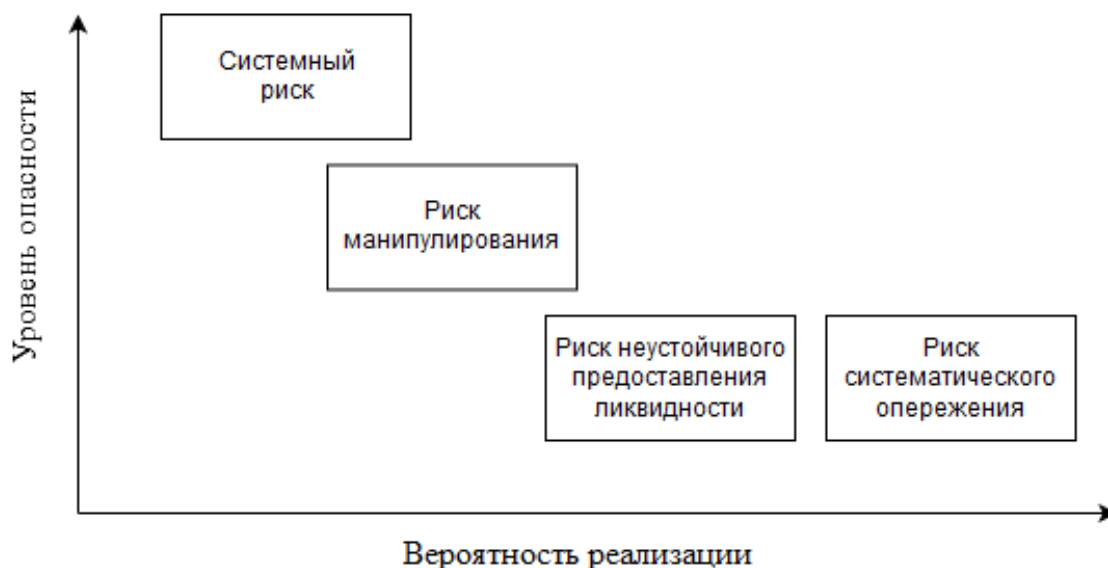 Уровень опасности
Системный
риск
Риск
манипулирования
Риск неустойчивого
предоставления
ликвидности
Риск
систематического
опережения
Вероятность реализации